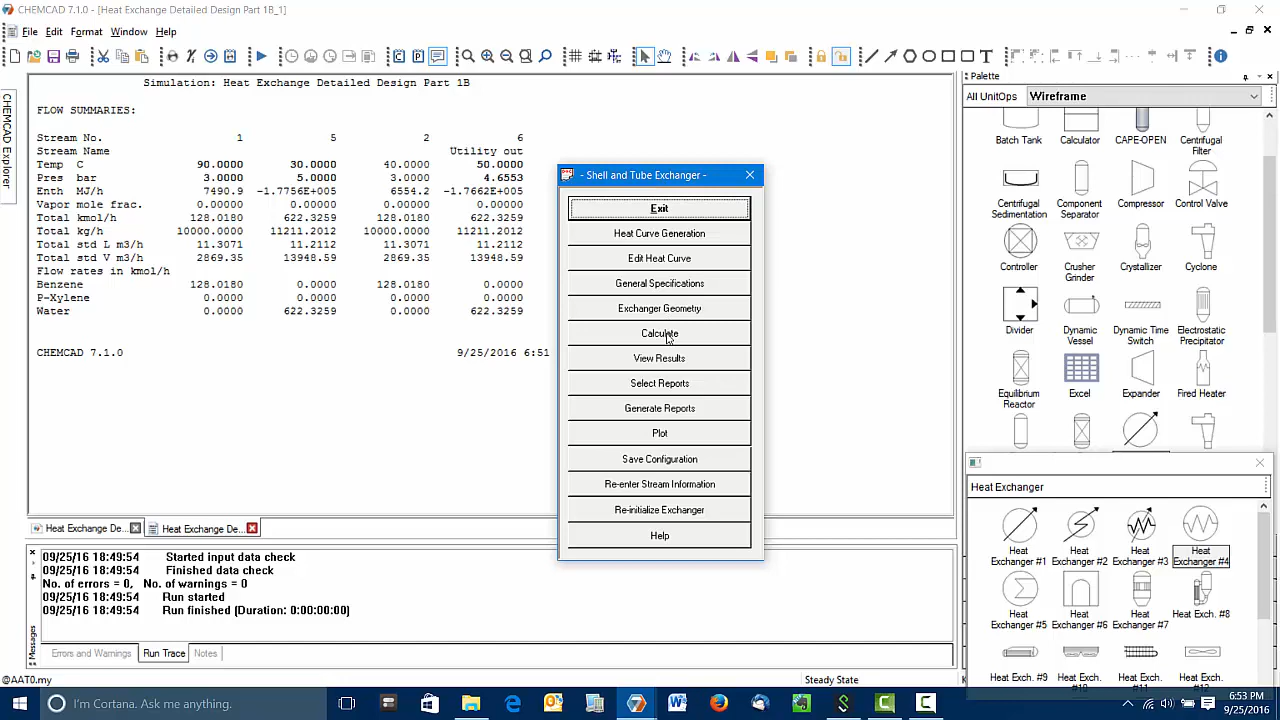 CHEMCAD 7.1.0 - [Heat Exchange Detailed Design Part 1B_1]
File Edit Format Window Help
CHEMCAD Explorer
Simulation: Heat Exchange Detailed Design Part 1B
FLOW SUMMARIES:
Stream No. 1 5 2 6
Stream Name Utility out
Temp C 90.0000 30.0000 40.0000 50.0000
Pres bar 3.0000 5.0000 3.0000 4.6553
Enth MJ/h 7490.9 -1.7756E+005 6554.2 -1.7662E+005
Vapor mole frac. 0.00000 0.00000 0.00000 0.00000
Total kmol/h 128.0180 622.3259 128.0180 622.3259
Total kg/h 10000.0000 11211.2012 10000.0000 11211.2012
Total std L m3/h 11.3071 11.2112 11.3071 11.2112
Total std V m3/h 2869.35 13948.59 2869.35 13948.59
Flow rates in kmol/h
Benzene 128.0180 0.0000 128.0180 0.0000
P-Xylene 0.0000 0.0000 0.0000 0.0000
Water 0.0000 622.3259 0.0000 622.3259
CHEMCAD 7.1.0 9/25/2016 6:51
- Shell and Tube Exchanger -
Exit
Heat Curve Generation
Edit Heat Curve
General Specifications
Exchanger Geometry
Calculate
View Results
Select Reports
Generate Reports
Plot
Save Configuration
Re-enter Stream Information
Re-initialize Exchanger
Help
Palette
All UnitOps Wireframe
Batch Tank Calculator CAPE-OPEN Centrifugal Filter
Centrifugal Sedimentation Component Separator Compressor Control Valve
Controller Crusher Grinder Crystallizer Cyclone
Divider Dynamic Vessel Dynamic Time Switch Electrostatic Precipitator
Equilibrium Reactor Excel Expander Fired Heater
Heat Exchanger
Heat Exchanger #1 Heat Exchanger #2 Heat Exchanger #3 Heat Exchanger #4
Heat Exchanger #5 Heat Exchanger #6 Heat Exchanger #7 Heat Exch. #8
Heat Exch. #9 Heat Exch. Heat Exch. Heat Exch.
Heat Exchange De... Heat Exchange De...
Messages
09/25/16 18:49:54 Started input data check
09/25/16 18:49:54 Finished data check
No. of errors = 0, No. of warnings = 0
09/25/16 18:49:54 Run started
09/25/16 18:49:54 Run finished (Duration: 0:00:00:00)
Errors and Warnings Run Trace Notes
@AAT0.my Steady State
I'm Cortana. Ask me anything.
6:53 PM
9/25/2016